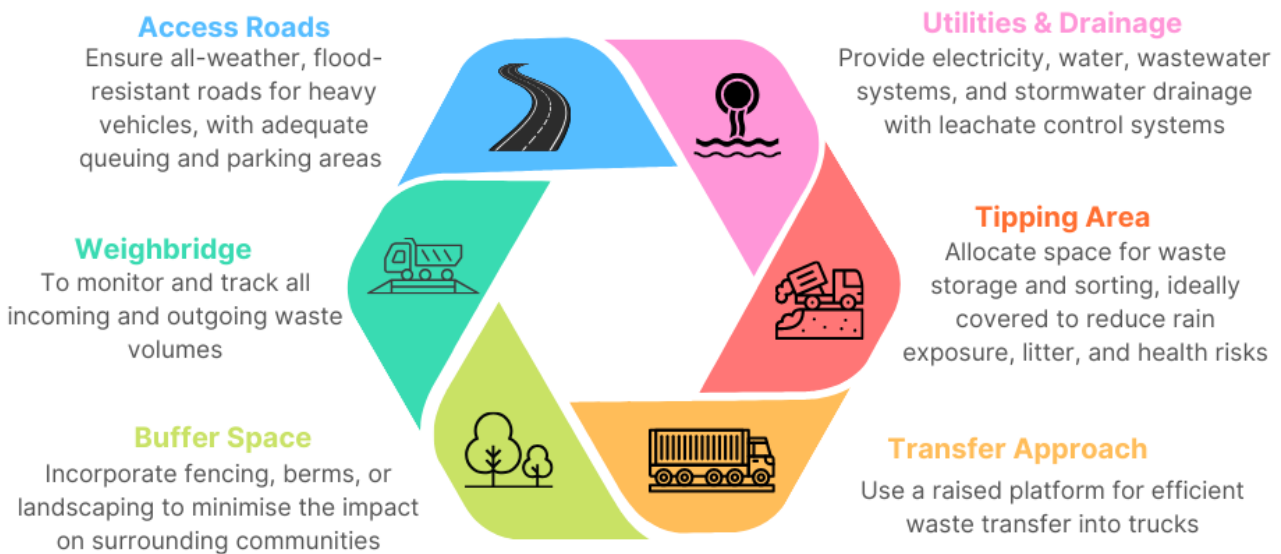 Access Roads
Ensure all-weather, flood-
resistant roads for heavy
vehicles, with adequate
queuing and parking areas
Utilities & Drainage
Provide electricity, water, wastewater
systems, and stormwater drainage
with leachate control systems
Weighbridge
To monitor and track all
incoming and outgoing waste
volumes
Tipping Area
Allocate space for waste
storage and sorting, ideally
covered to reduce rain
exposure, litter, and health risks
Buffer Space
Incorporate fencing, berms, or
landscaping to minimise the impact
on surrounding communities
Transfer Approach
Use a raised platform for efficient
waste transfer into trucks